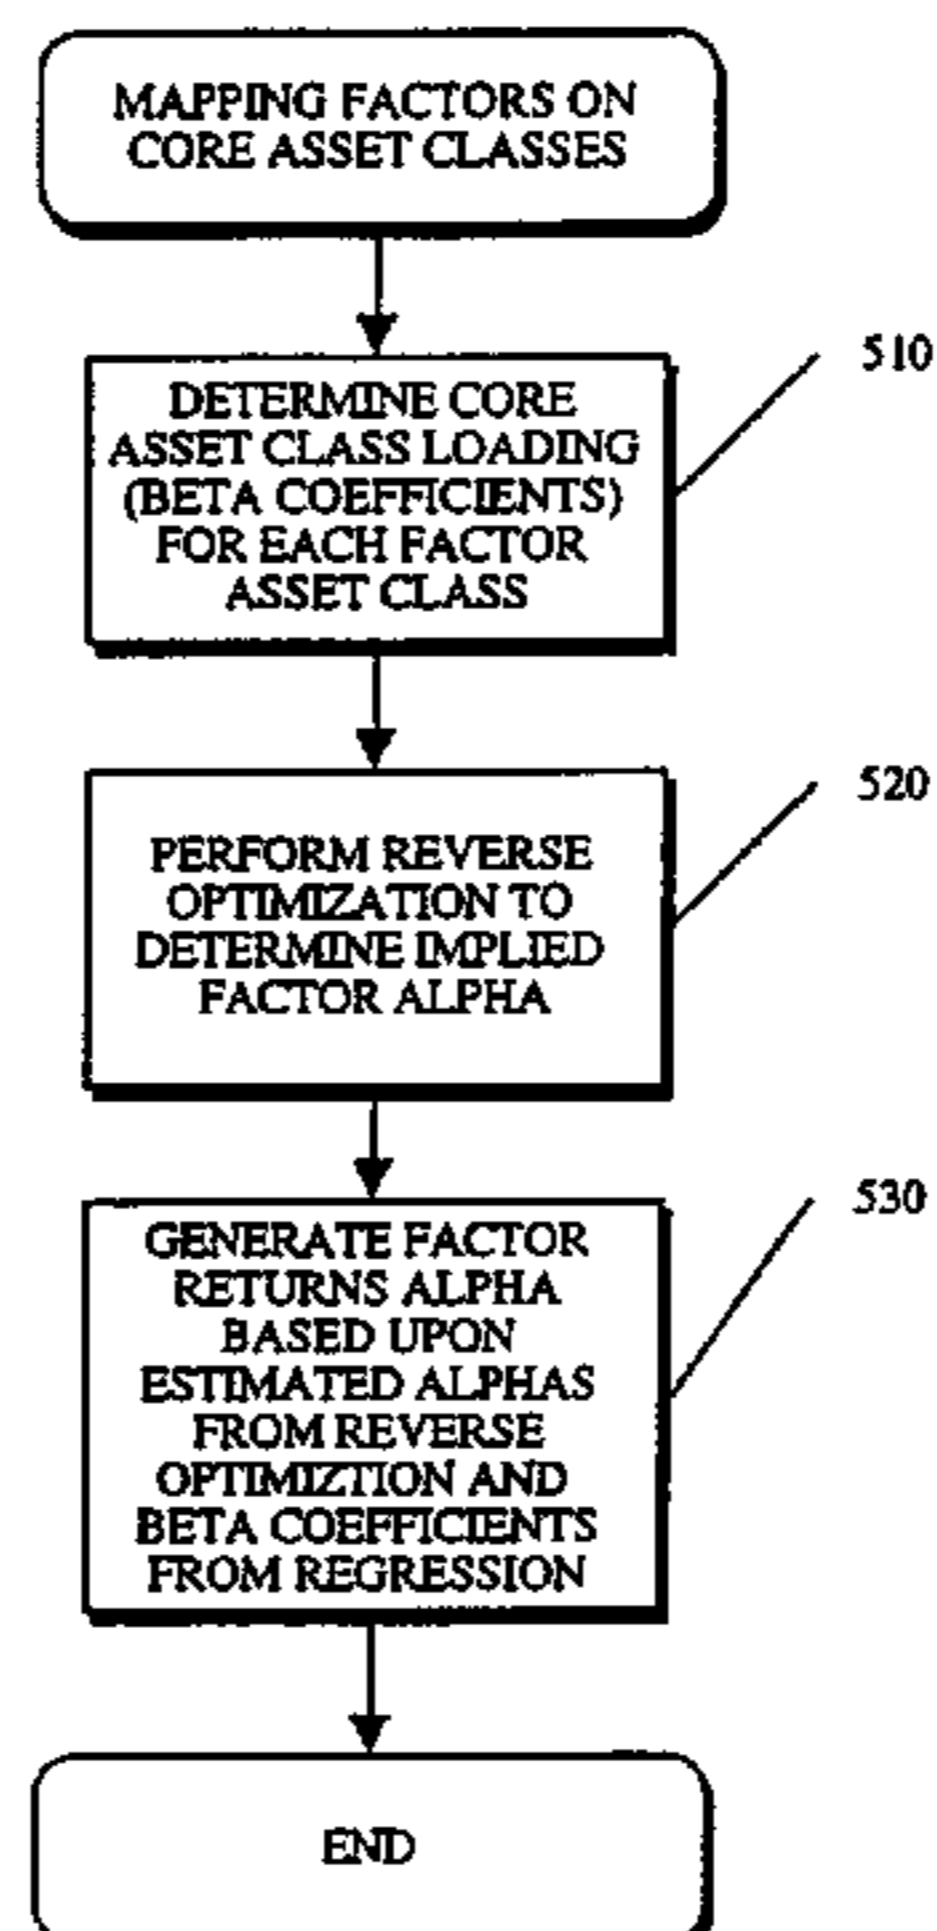 MAPPING FACTORS ON
CORE ASSET CLASSES
510
DETERMINE CORE
ASSET CLASS LOADING
(BETA COEFFICIENTS)
FOR EACH FACTOR
ASSET CLASS
520
PERFORM REVERSE
OPTIMIZATION TO
DETERMINE IMPLIED
FACTOR ALPHA
530
GENERATE FACTOR
RETURNS ALPHA
BASED UPON
ESTIMATED ALPHAS
FROM REVERSE
OPTIMIZTION AND
BETA COEFFICIENTS
FROM REGRESSION
END